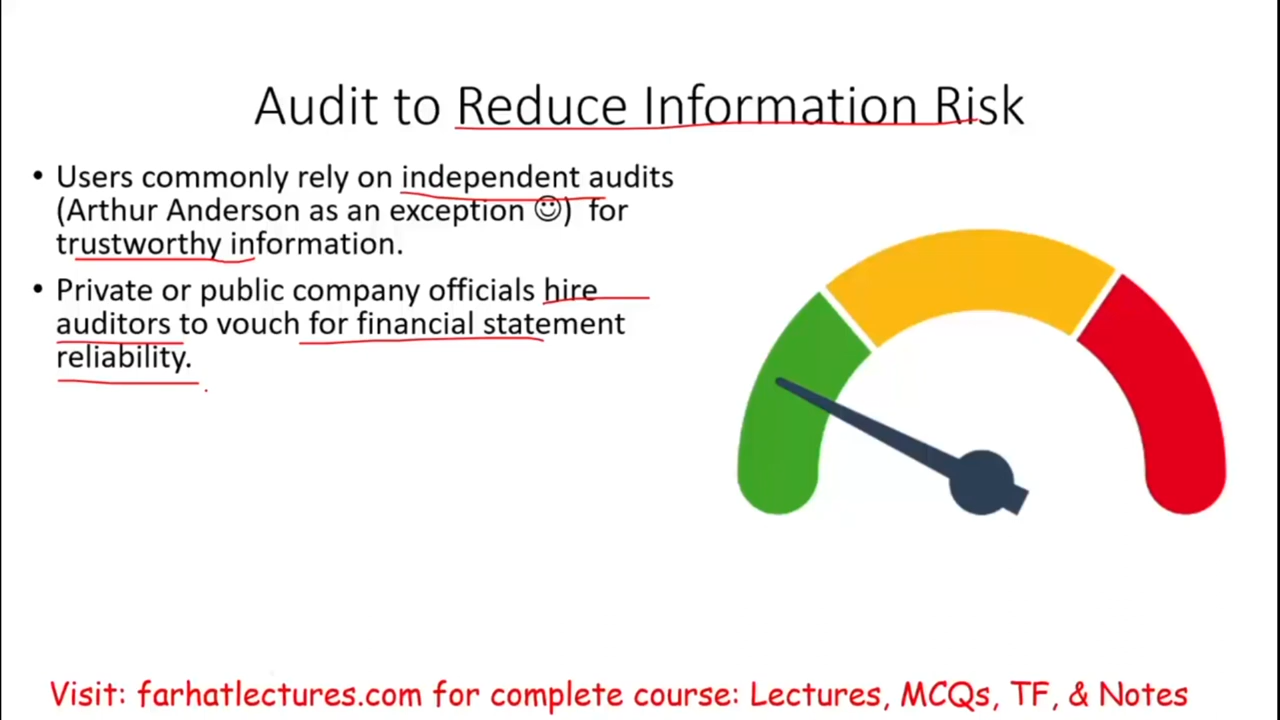 Audit to Reduce Information Risk
• Users commonly rely on independent audits
(Arthur Anderson as an exception ☺) for
trustworthy information.
• Private or public company officials hire
auditors to vouch for financial statement
reliability.
Visit: farhatlectures.com for complete course: Lectures, MCQs, TF, & Notes